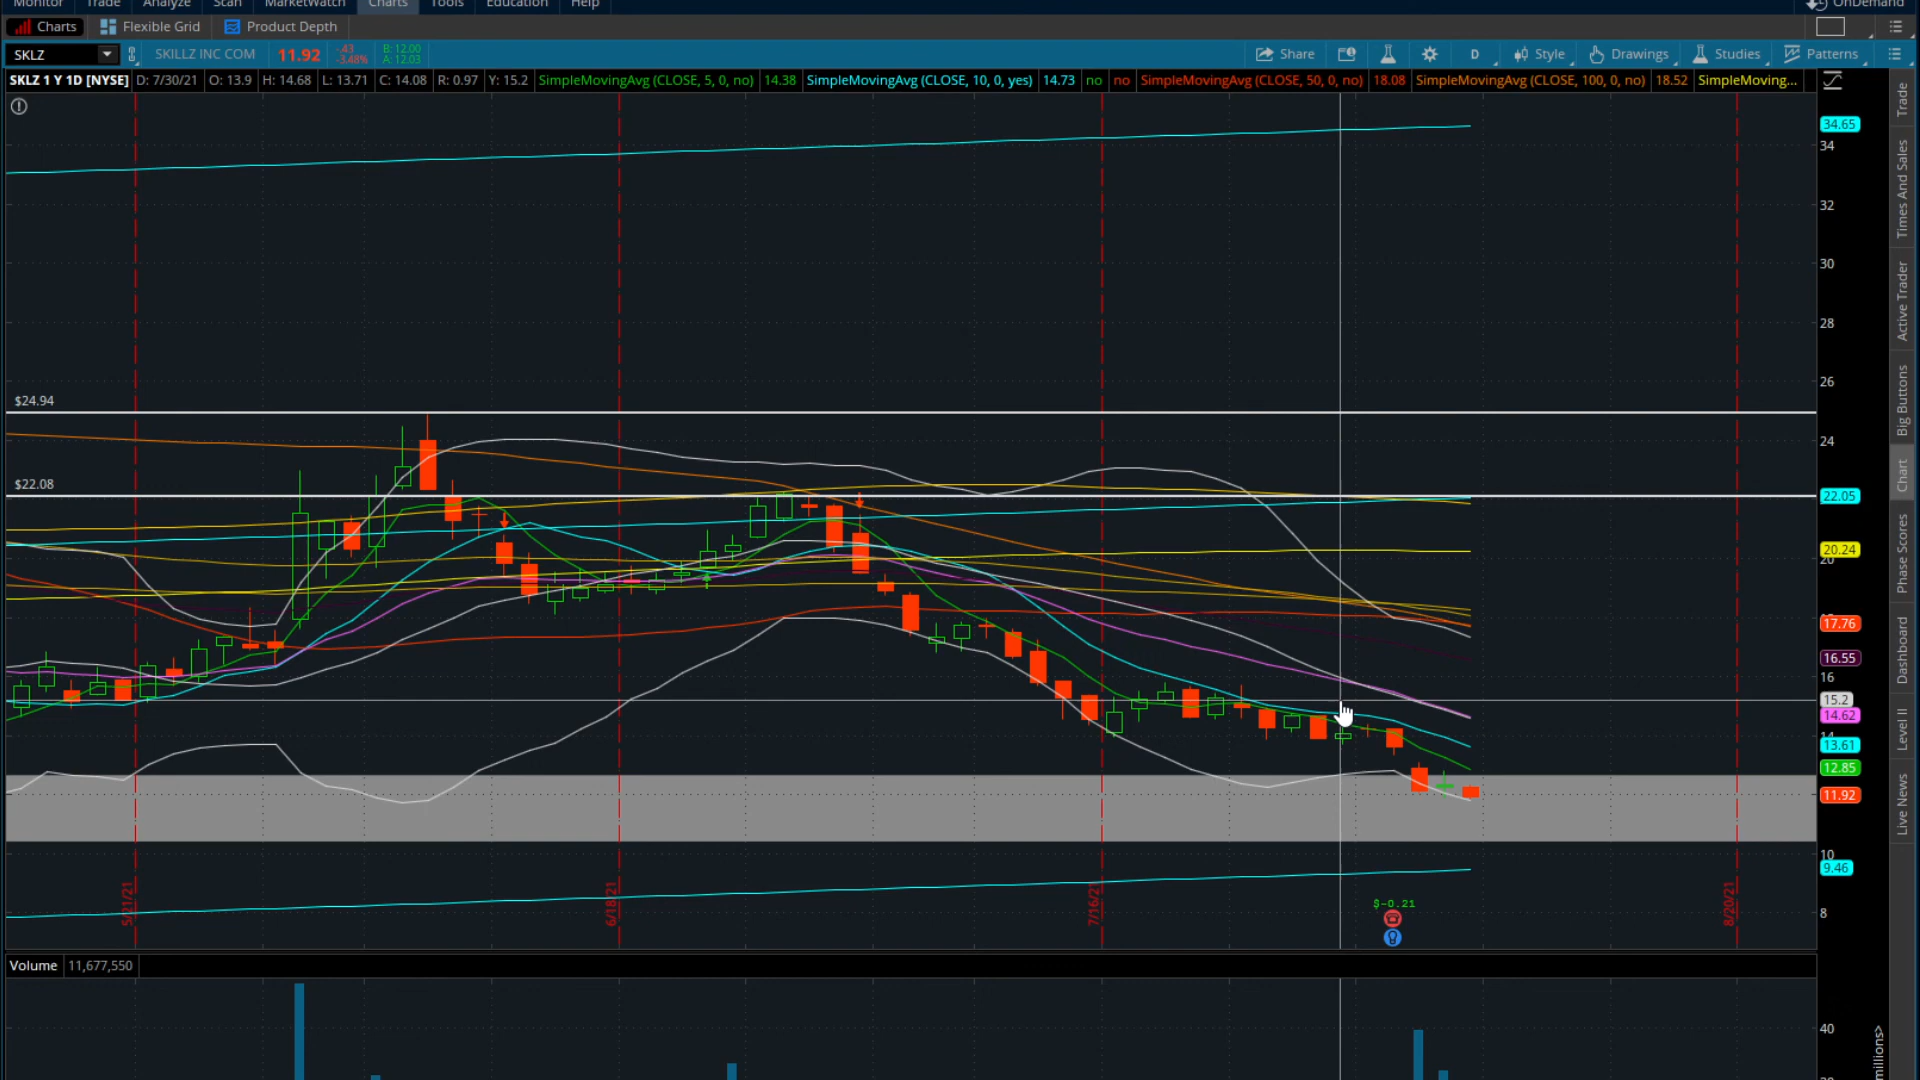 Monitor Trade Analyze Scan MarketWatch Charts Tools Education Help OnDemand
Charts Flexible Grid Product Depth
SKLZ SKILLZ INC COM 11.92 -.43 -3.48% B: 12.00 A: 12.03 Share D Style Drawings Studies Patterns
SKLZ 1 Y 1D [NYSE] D: 7/30/21 O: 13.9 H: 14.68 L: 13.71 C: 14.08 R: 0.97 Y: 15.2 SimpleMovingAvg (CLOSE, 5, 0, no) 14.38 SimpleMovingAvg (CLOSE, 10, 0, yes) 14.73 no no SimpleMovingAvg (CLOSE, 50, 0, no) 18.08 SimpleMovingAvg (CLOSE, 100, 0, no) 18.52 SimpleMoving...
34.65
34
32
30
28
26
$24.94
24
$22.08
22.05
20.24
20
17.76
16.55
16
15.2
14.62
14
13.61
12.85
11.92
10
9.46
8
5/21/21
6/18/21
7/16/21
8/20/21
$-0.21
Volume 11,677,550
40
millions>
Trade
Times And Sales
Active Trader
Big Buttons
Chart
Phase Scores
Dashboard
Level II
Live News